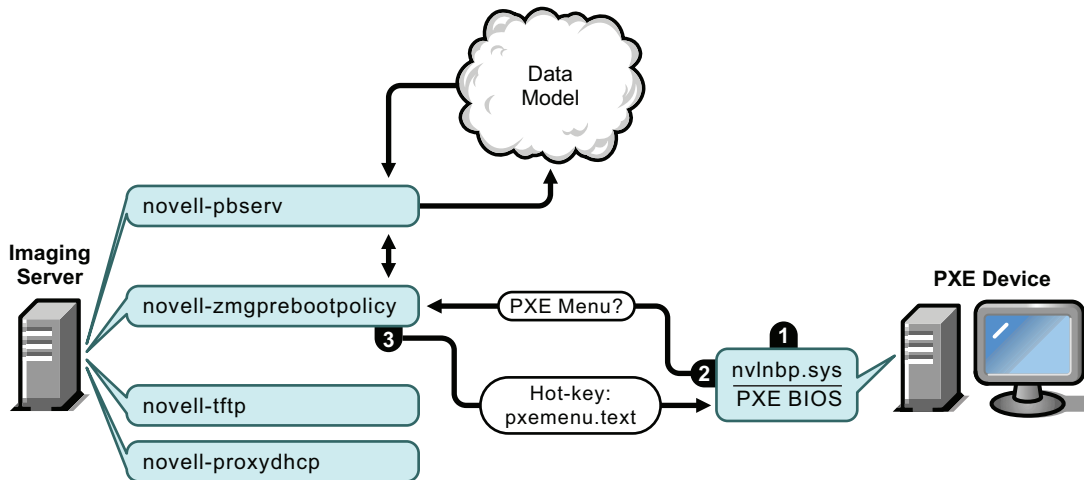 Data
Model
novell-pbserv
Imaging
Server
PXE Device
novell-zmgprebootpolicy
PXE Menu?
3
1
2
nvlnbp.sys
PXE BIOS
Hot-key:
pxemenu.text
novell-tftp
novell-proxydhcp